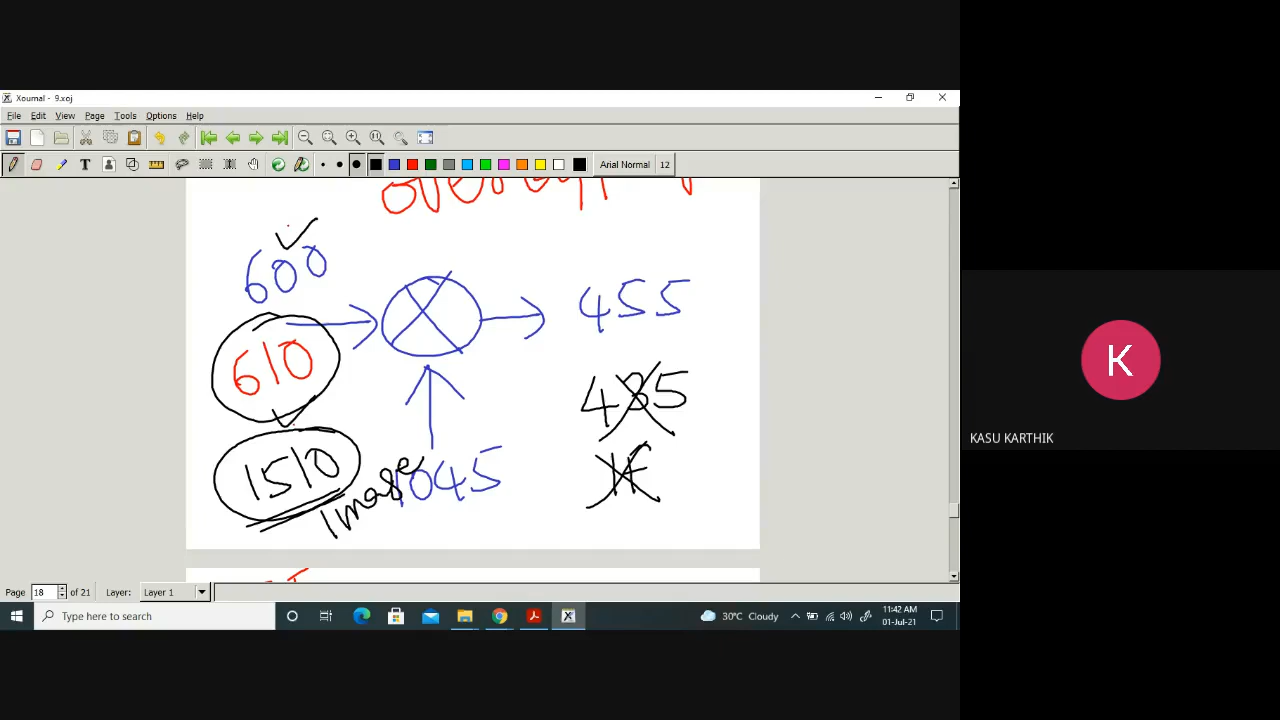 Xournal - 9.xoj
File Edit View Page Tools Options Help
T Arial Normal 12
600
455
610
485
1510
Image
1045
Page 18 of 21 Layer: Layer 1
Type here to search
30°C Cloudy
11:42 AM
01-Jul-21
K
KASU KARTHIK